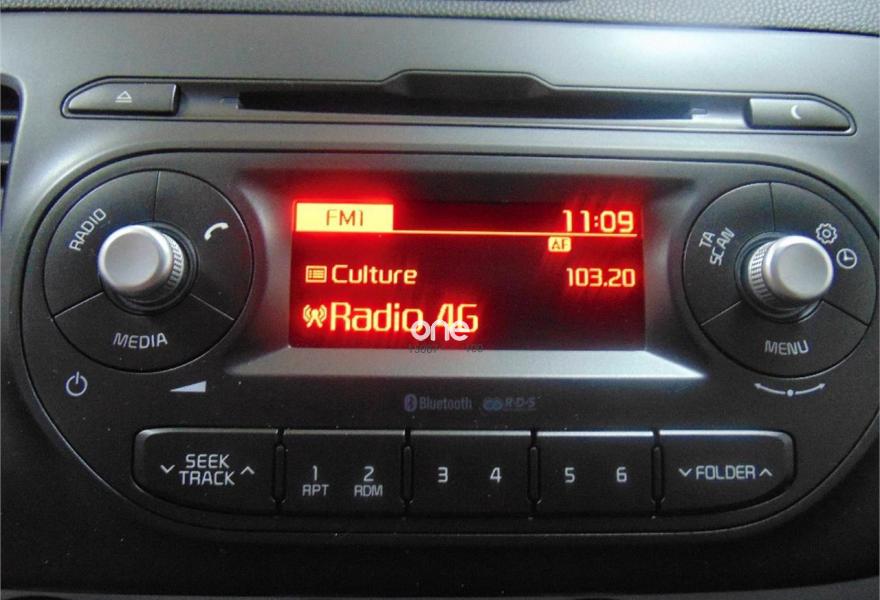 RADIO
MEDIA
FM1 11:09
AF
Culture 103.20
Radio 4G
one
TA
SCAN
MENU
Bluetooth R·D·S
SEEK
TRACK
1 2 3 4 5 6
RPT RDM
FOLDER